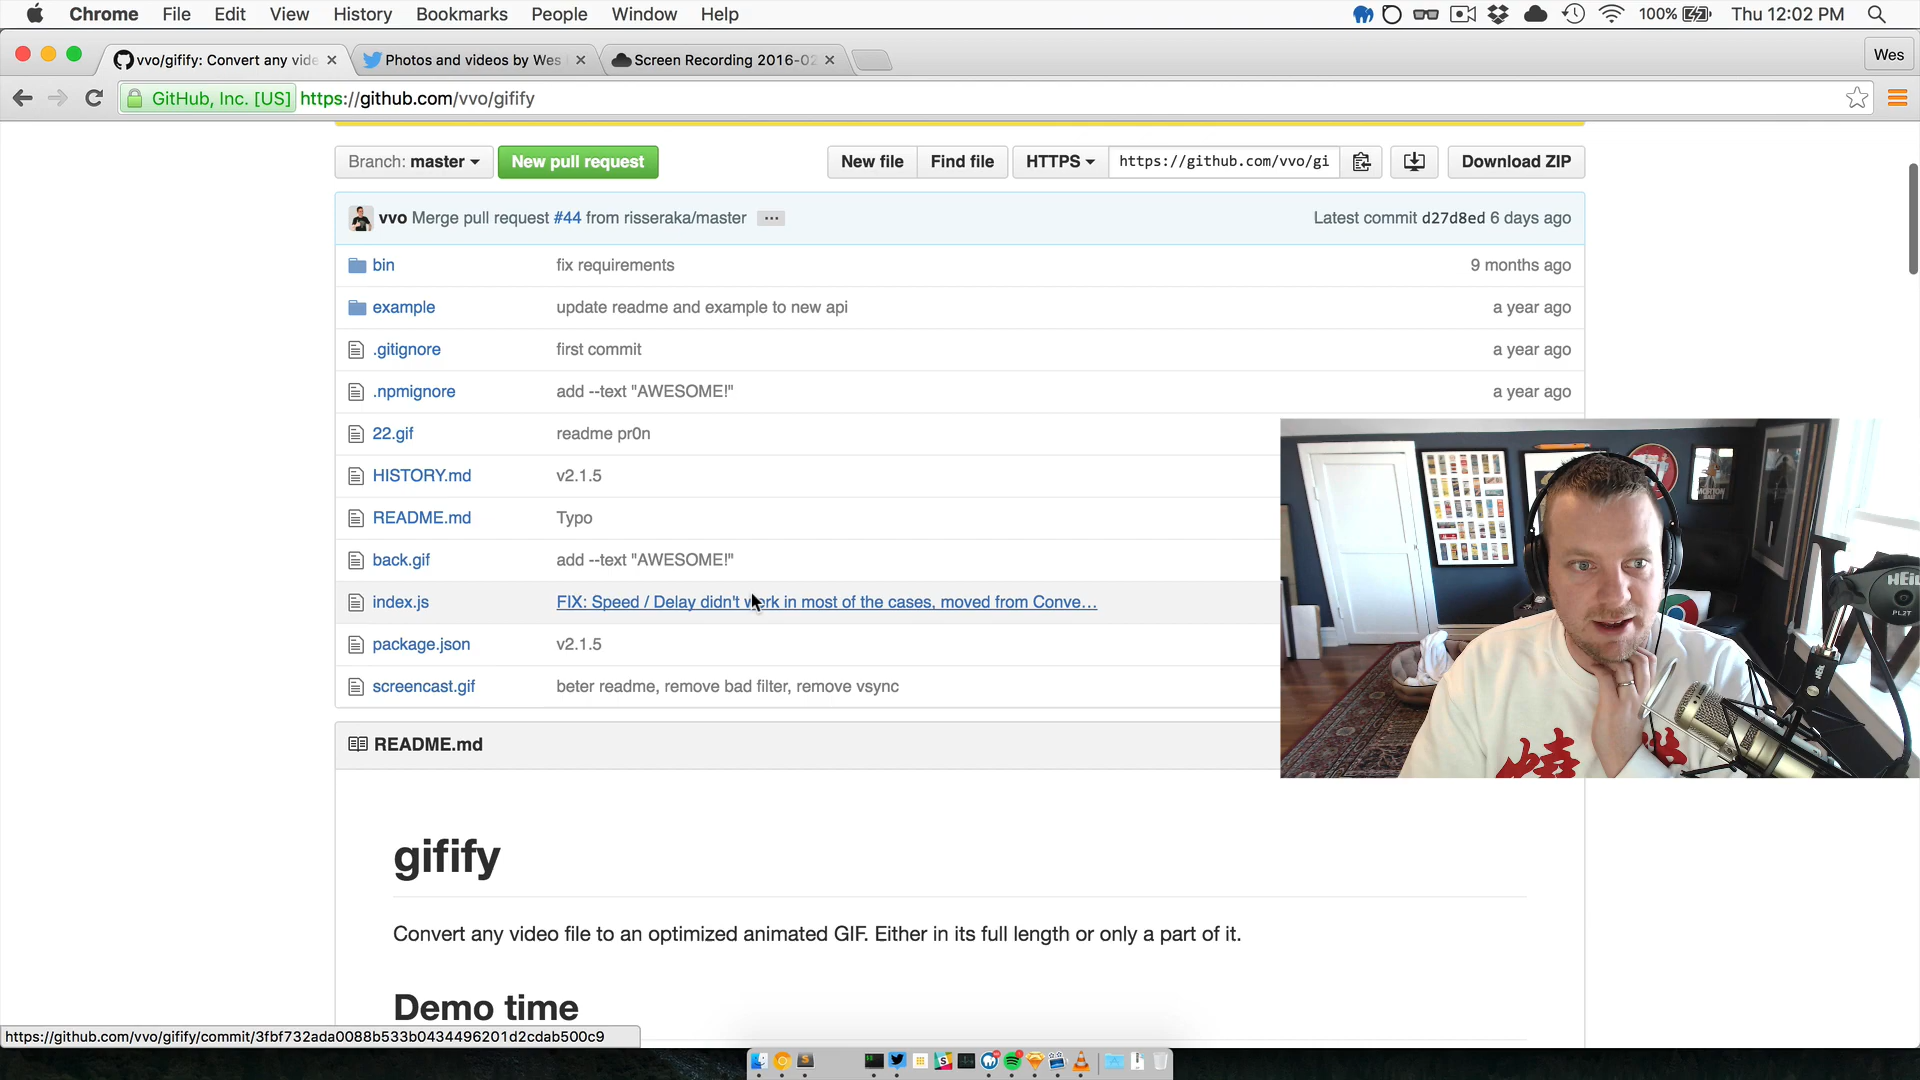 Chrome File Edit View History Bookmarks People Window Help 100% Thu 12:02 PM
vvo/gifify: Convert any vide Photos and videos by Wes Screen Recording 2016-02 Wes
GitHub, Inc. [US] https://github.com/vvo/gifify
Branch: master New pull request New file Find file HTTPS https://github.com/vvo/gi Download ZIP
vvo Merge pull request #44 from risseraka/master ... Latest commit d27d8ed 6 days ago
bin fix requirements 9 months ago
example update readme and example to new api a year ago
.gitignore first commit a year ago
.npmignore add --text "AWESOME!" a year ago
22.gif readme pr0n
HISTORY.md v2.1.5
README.md Typo
back.gif add --text "AWESOME!"
index.js FIX: Speed / Delay didn't work in most of the cases, moved from Conve…
package.json v2.1.5
screencast.gif beter readme, remove bad filter, remove vsync
README.md
gifify
Convert any video file to an optimized animated GIF. Either in its full length or only a part of it.
Demo time
https://github.com/vvo/gifify/commit/3fbf732ada0088b533b0434496201d2cdab500c9
PL2T